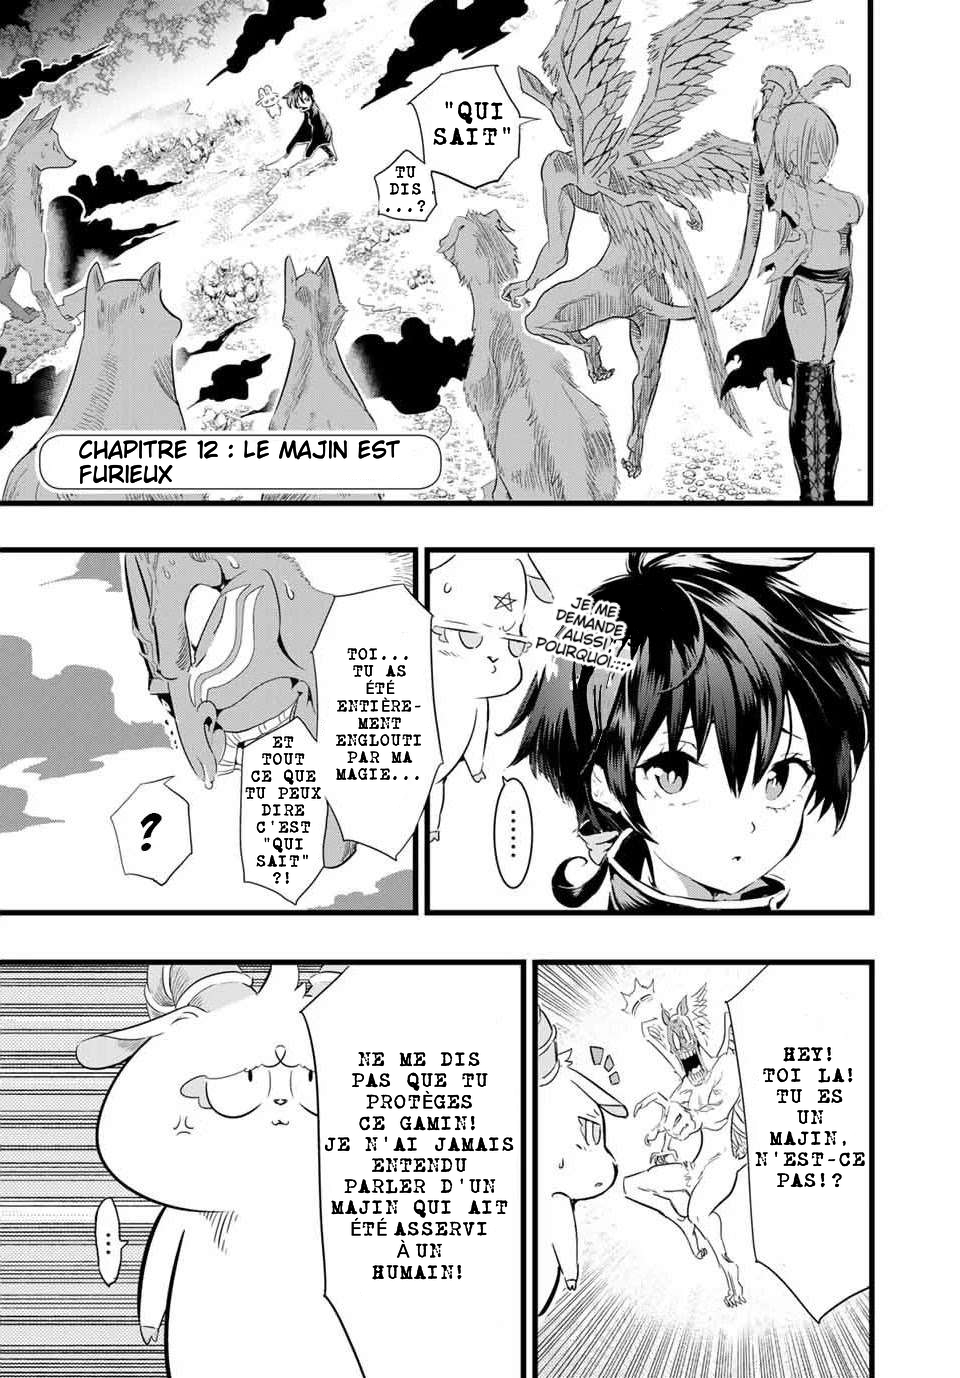 "QUI
SAIT"
TU
DIS
...?
CHAPITRE 12 : LE MAJIN EST
FURIEUX
JE ME
DEMANDE
AUSSI
POURQUOI...
......
TOI...
TU AS
ÉTÉ
ENTIÈRE-
MENT
ENGLOUTI
PAR MA
MAGIE...
ET
TOUT
CE QUE
TU PEUX
DIRE
C'EST
"QUI
SAIT"
?!
?
HEY!
TOI LA!
TU ES
UN
MAJIN,
N'EST-CE
PAS!?
NE ME DIS
PAS QUE TU
PROTÈGES
CE GAMIN!
JE N'AI JAMAIS
ENTENDU
PARLER D'UN
MAJIN QUI AIT
ÉTÉ ASSERVI
À UN
HUMAIN!
...